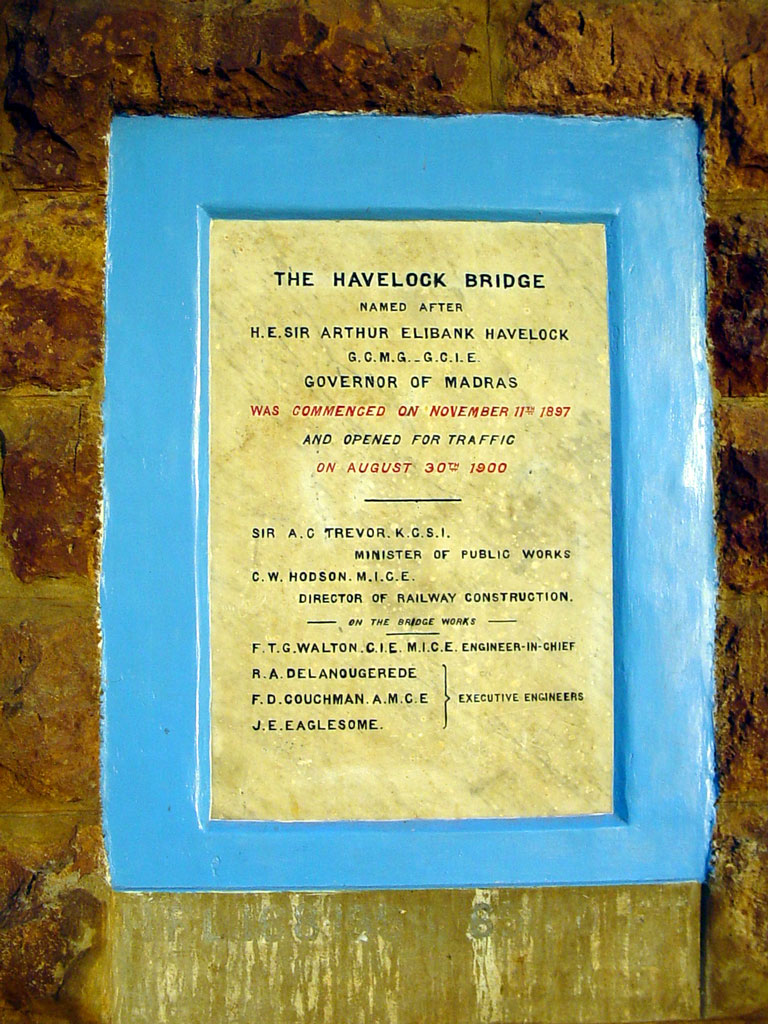 THE HAVELOCK BRIDGE
NAMED AFTER
H.E.SIR ARTHUR ELIBANK HAVELOCK
G.C.M.G._G.C.I.E.
GOVERNOR OF MADRAS
WAS COMMENCED ON NOVEMBER 11TH 1897
AND OPENED FOR TRAFFIC
ON AUGUST 30TH 1900
SIR A.C TREVOR.K.C.S.I.
MINISTER OF PUBLIC WORKS
C.W.HODSON.M.I.C.E.
DIRECTOR OF RAILWAY CONSTRUCTION.
ON THE BRIDGE WORKS
F.T.G.WALTON.C.I.E. M.I.C.E. ENGINEER-IN-CHIEF
R.A.DELANOUGEREDE
F.D.COUCHMAN.A.M.C.E EXECUTIVE ENGINEERS
J.E.EAGLESOME.